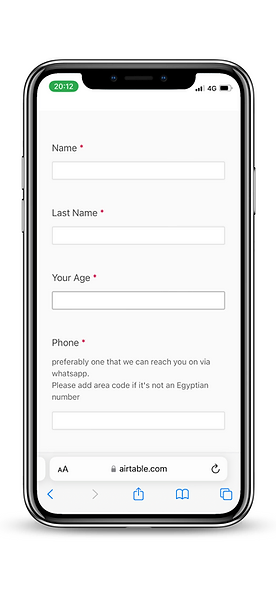 20:12
4G
Name *
Last Name *
Your Age *
Phone *
preferably one that we can reach you on via
whatsapp.
Please add area code if it's not an Egyptian
number
AA airtable.com